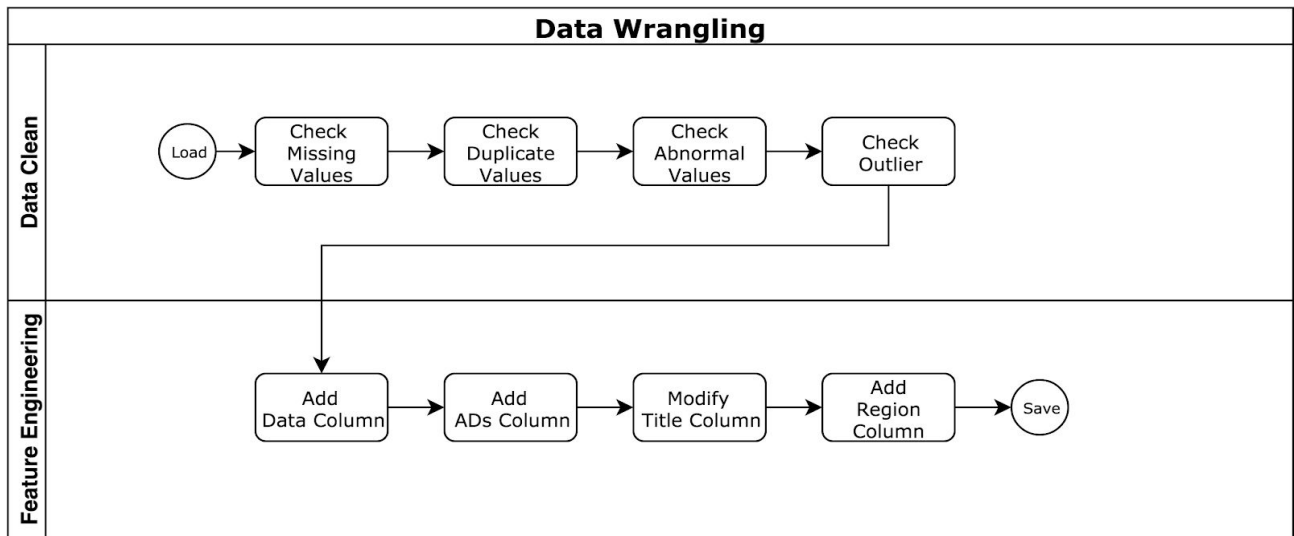 Data Wrangling
Data Clean
Load
Check
Missing
Values
Check
Duplicate
Values
Check
Abnormal
Values
Check
Outlier
Feature Engineering
Add
Data Column
Add
ADs Column
Modify
Title Column
Add
Region
Column
Save